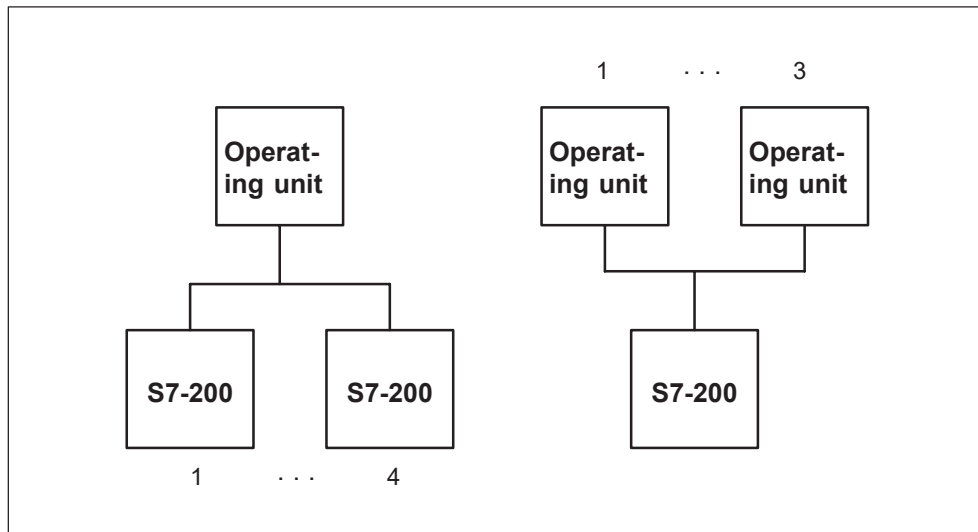 1 . . . 3
Operat-
ing unit
Operat-
ing unit
Operat-
ing unit
S7-200
S7-200
S7-200
1 . . . 4